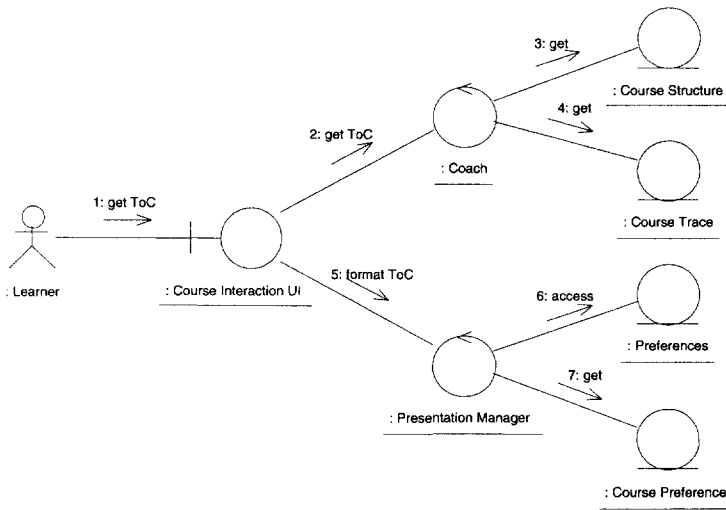 3: get
: Course Structure
4: get
2: get ToC
: Coach
: Course Trace
1: get ToC
: Learner
: Course Interaction UI
5: format ToC
6: access
: Preferences
7: get
: Presentation Manager
: Course Preference